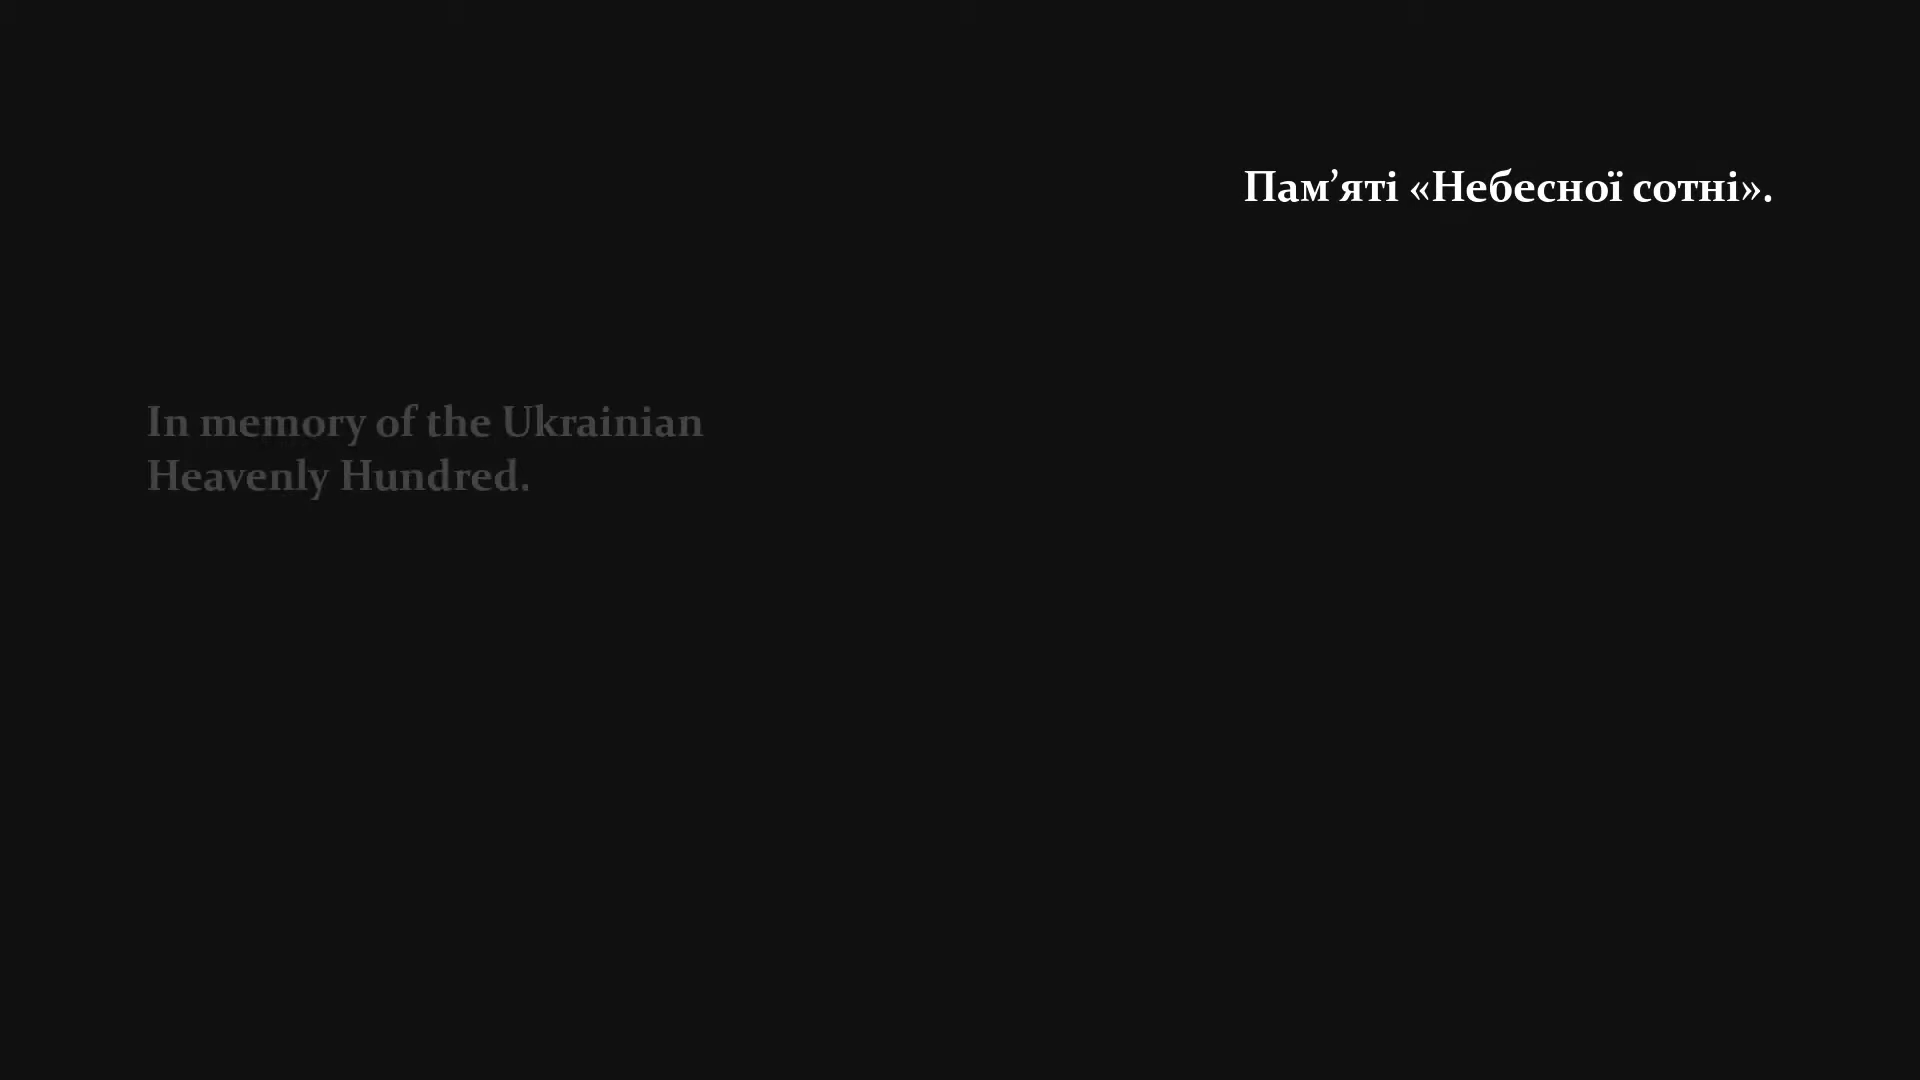 Пам’яті «Небесної сотні».
In memory of the Ukrainian
Heavenly Hundred.